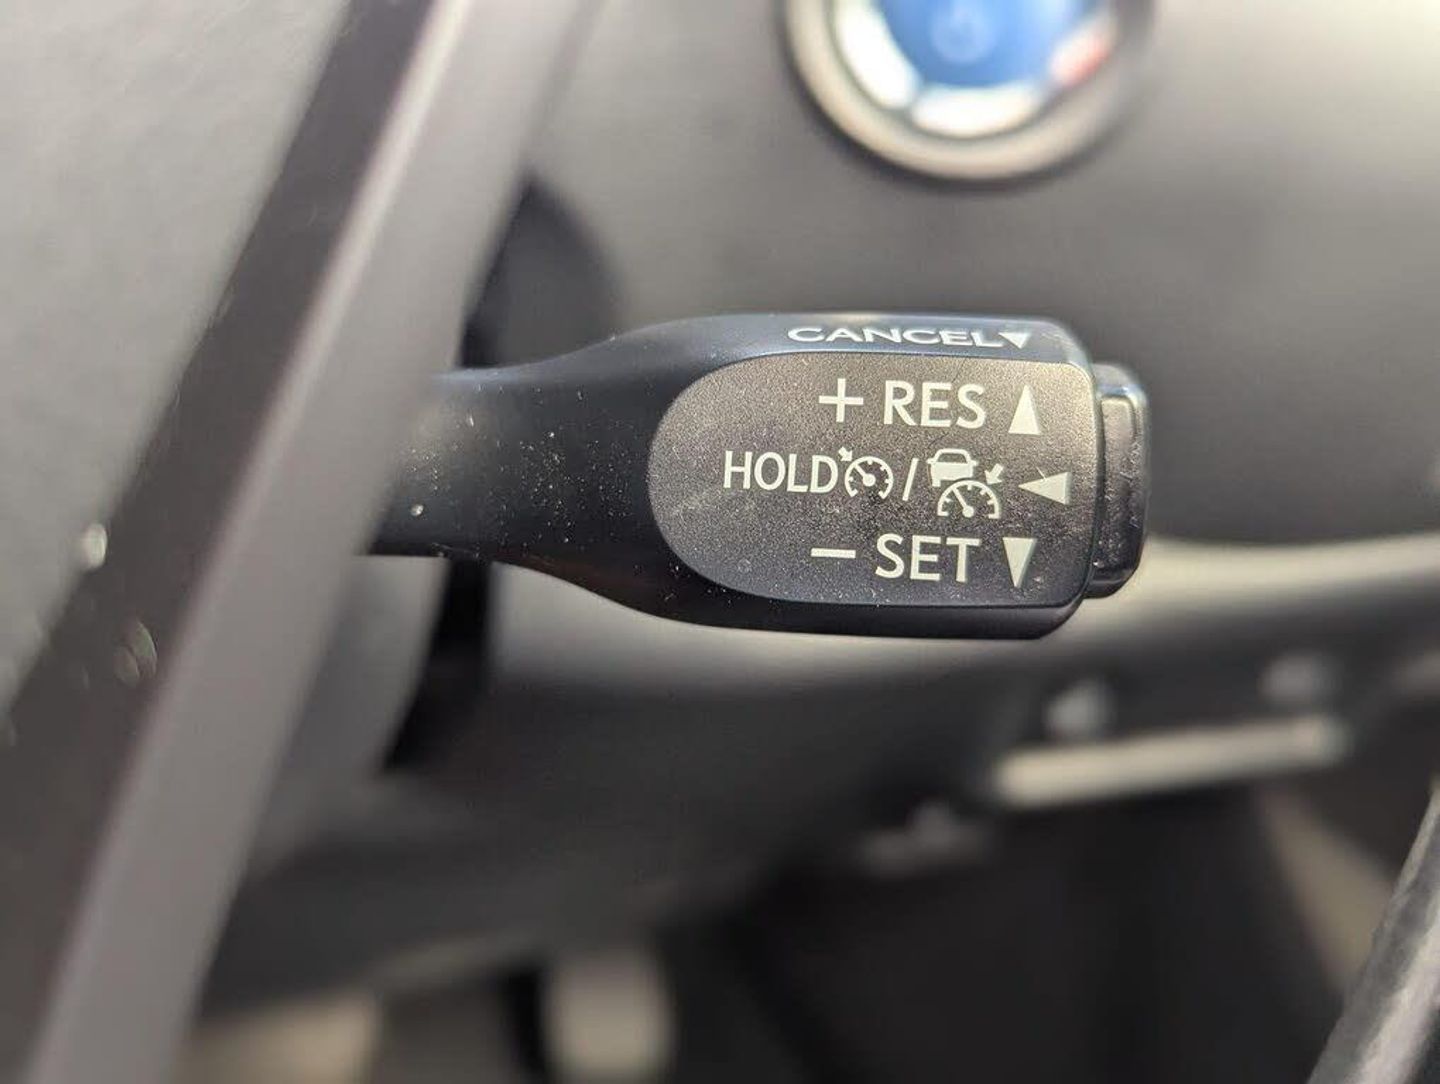 CANCEL▼
+ RES ▲
HOLD / ◀
− SET ▼